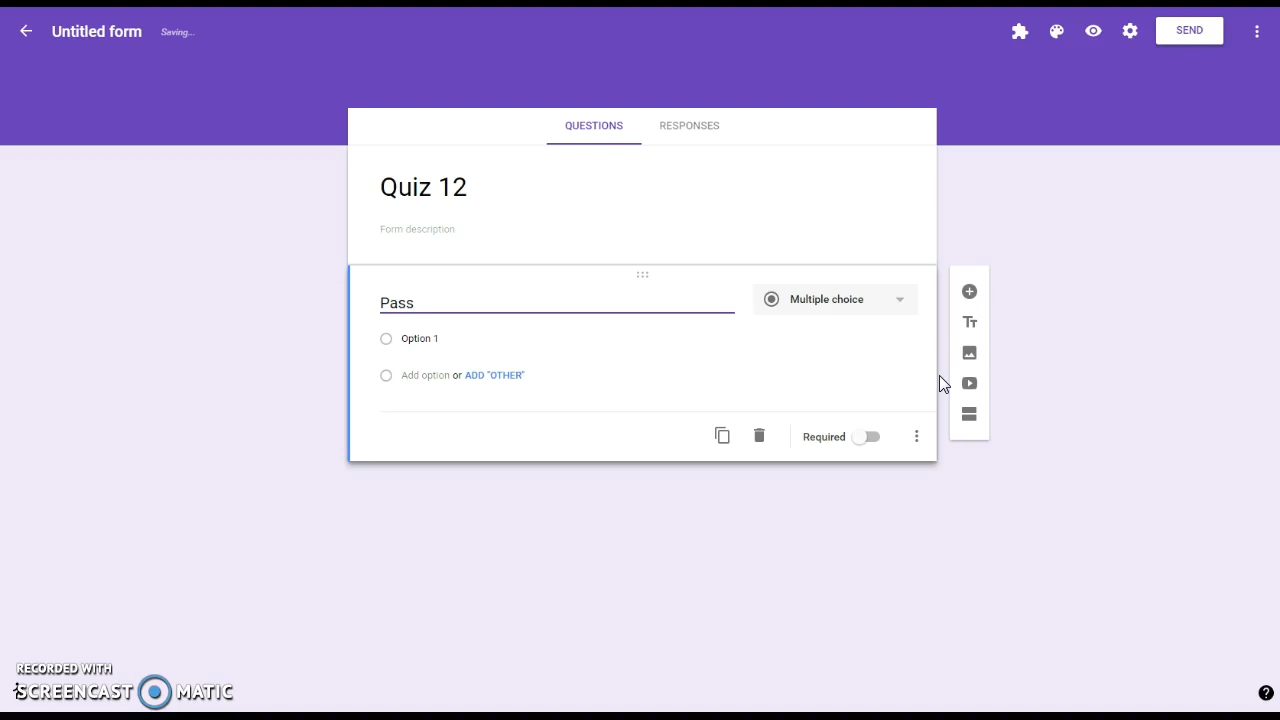 Untitled form Saving...
SEND
QUESTIONS RESPONSES
Quiz 12
Form description
Pass
Multiple choice
Option 1
Add option or ADD "OTHER"
Required
RECORDED WITH
SCREENCAST MATIC